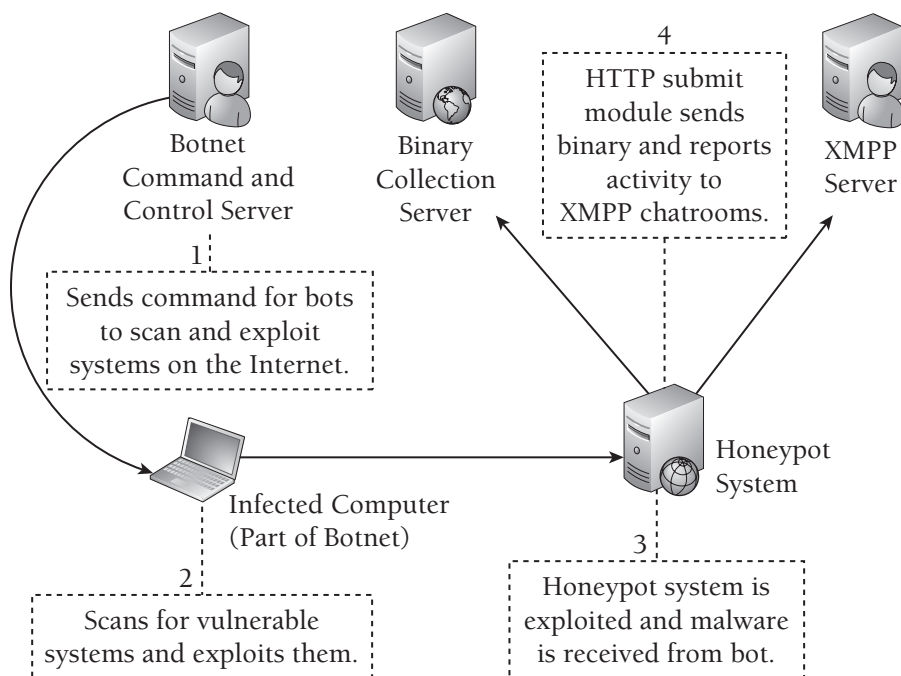 Botnet
Command and
Control Server
Binary
Collection
Server
4
HTTP submit
module sends
binary and reports
activity to
XMPP chatrooms.
XMPP
Server
1
Sends command for bots
to scan and exploit
systems on the Internet.
Infected Computer
(Part of Botnet)
Honeypot
System
2
Scans for vulnerable
systems and exploits them.
3
Honeypot system is
exploited and malware
is received from bot.